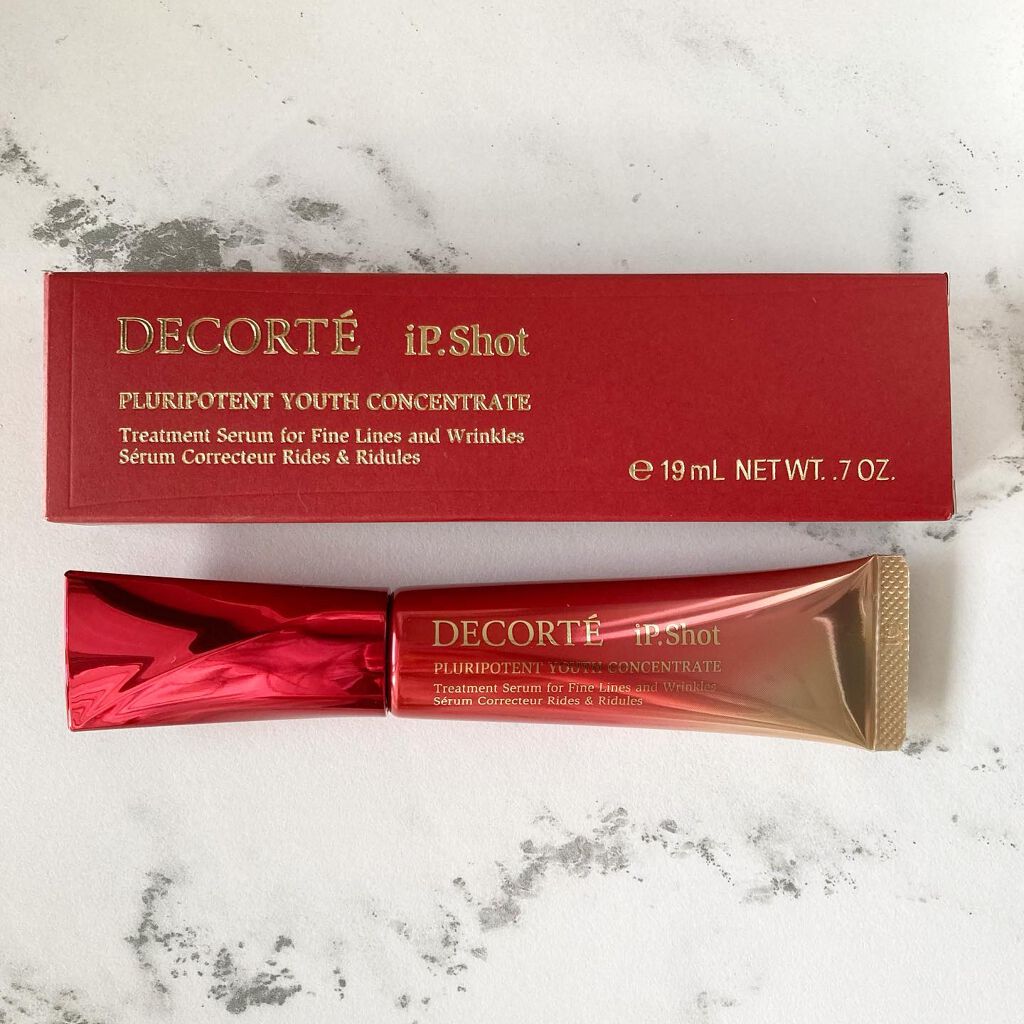 DECORTÉ iP.Shot
PLURIPOTENT YOUTH CONCENTRATE
Treatment Serum for Fine Lines and Wrinkles
Sérum Correcteur Rides & Ridules
℮ 19 mL NET WT. .7 OZ.
DECORTÉ iP.Shot
PLURIPOTENT YOUTH CONCENTRATE
Treatment Serum for Fine Lines and Wrinkles
Sérum Correcteur Rides & Ridules